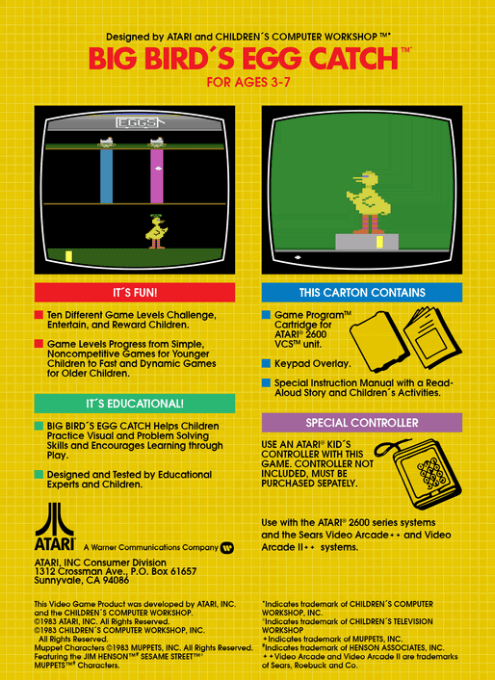 Designed by ATARI and CHILDREN´S COMPUTER WORKSHOP ™*
BIG BIRD´S EGG CATCH™*
FOR AGES 3-7
EGGS
IT´S FUN!
Ten Different Game Levels Challenge,
Entertain, and Reward Children.
Game Levels Progress from Simple,
Noncompetitive Games for Younger
Children to Fast and Dynamic Games
for Older Children.
IT´S EDUCATIONAL!
BIG BIRD´S EGG CATCH Helps Children
Practice Visual and Problem Solving
Skills and Encourages Learning through
Play.
Designed and Tested by Educational
Experts and Children.
THIS CARTON CONTAINS
Game Program™
Cartridge for
ATARI® 2600
VCS™ unit.
Keypad Overlay.
Special Instruction Manual with a Read-
Aloud Story and Children´s Activities.
SPECIAL CONTROLLER
USE AN ATARI® KID´S
CONTROLLER WITH THIS
GAME. CONTROLLER NOT
INCLUDED, MUST BE
PURCHASED SEPATELY.
Use with the ATARI® 2600 series systems
and the Sears Video Arcade++ and Video
Arcade II++ systems.
ATARI®
A Warner Communications Company
ATARI, INC Consumer Division
1312 Crossman Ave., P.O. Box 61657
Sunnyvale, CA 94086
This Video Game Product was developed by ATARI, INC.
and the CHILDREN´S COMPUTER WORKSHOP.
©1983 ATARI, INC. All Rights Reserved.
©1983 CHILDREN´S COMPUTER WORKSHOP, INC.
All Rights Reserved.
Muppet Characters ©1983 MUPPETS, INC. All Rights Reserved.
Featuring the JIM HENSON™# SESAME STREET™°
MUPPETS™+ Characters.
*Indicates trademark of CHILDREN´S COMPUTER
WORKSHOP, INC.
°Indicates trademark of CHILDREN´S TELEVISION
WORKSHOP
+Indicates trademark of MUPPETS, INC.
#Indicates trademark of HENSON ASSOCIATES, INC.
++Video Arcade and Video Arcade II are trademarks
of Sears, Roebuck and Co.